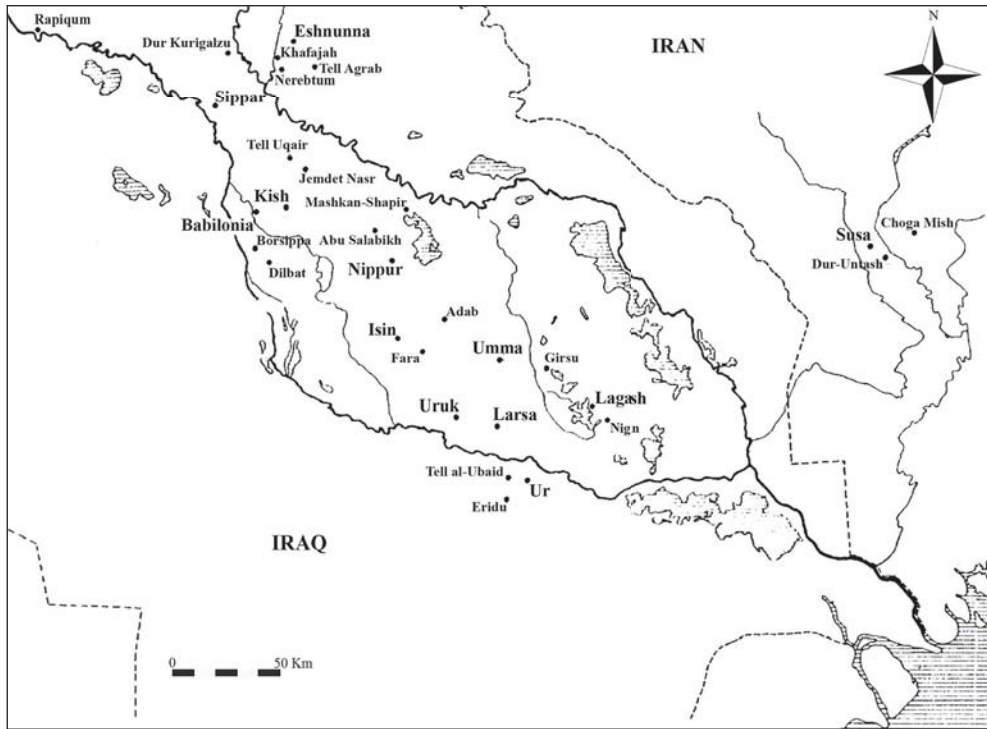 Rapiqum
N
Eshnunna
IRAN
Dur Kurigalzu
Khafajah
Tell Agrab
Nerebtum
Sippar
Tell Uqair
Jemdet Nasr
Kish
Mashkan-Shapir
Babilonia
Choga Mish
Abu Salabikh
Susa
Borsippa
Dur-Untash
Dilbat
Nippur
Adab
Isin
Fara
Umma
Girsu
Lagash
Uruk
Larsa
Nign
Tell al-Ubaid
Ur
Eridu
IRAQ
0 50 Km